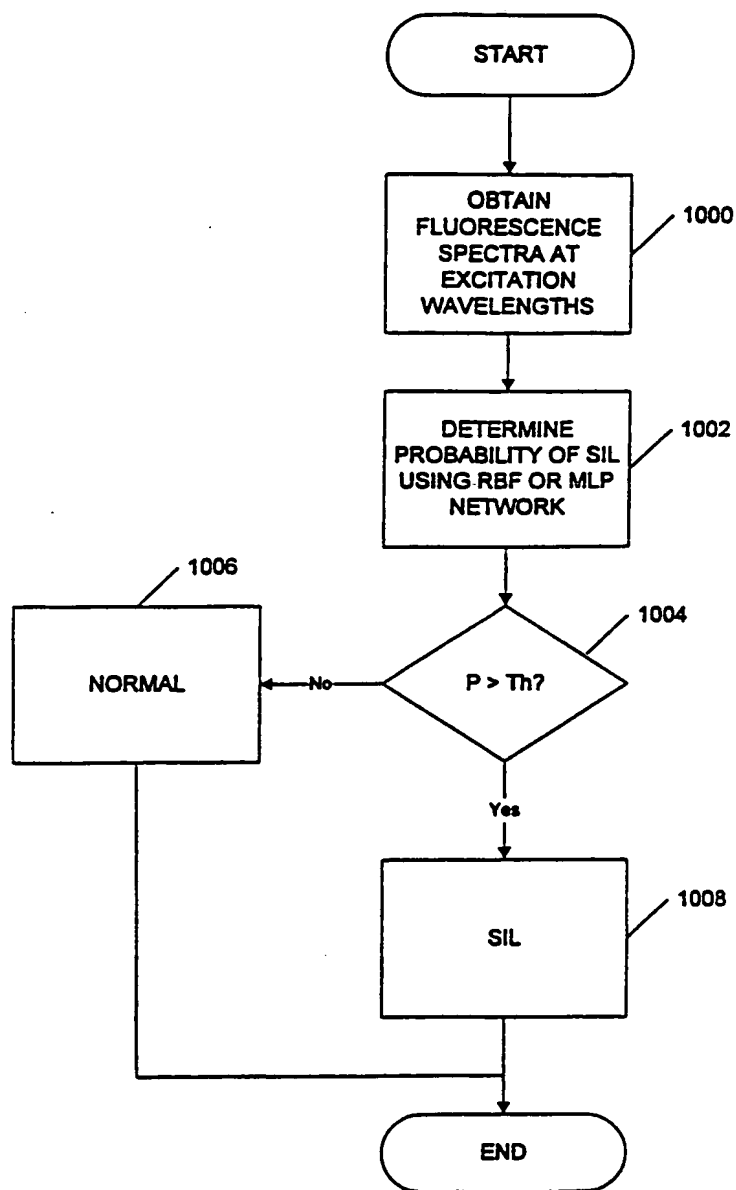 START
OBTAIN
FLUORESCENCE
SPECTRA AT
EXCITATION
WAVELENGTHS
1000
DETERMINE
PROBABILITY OF SIL
USING RBF OR MLP
NETWORK
1002
1006
NORMAL
No
P > Th?
1004
Yes
SIL
1008
END